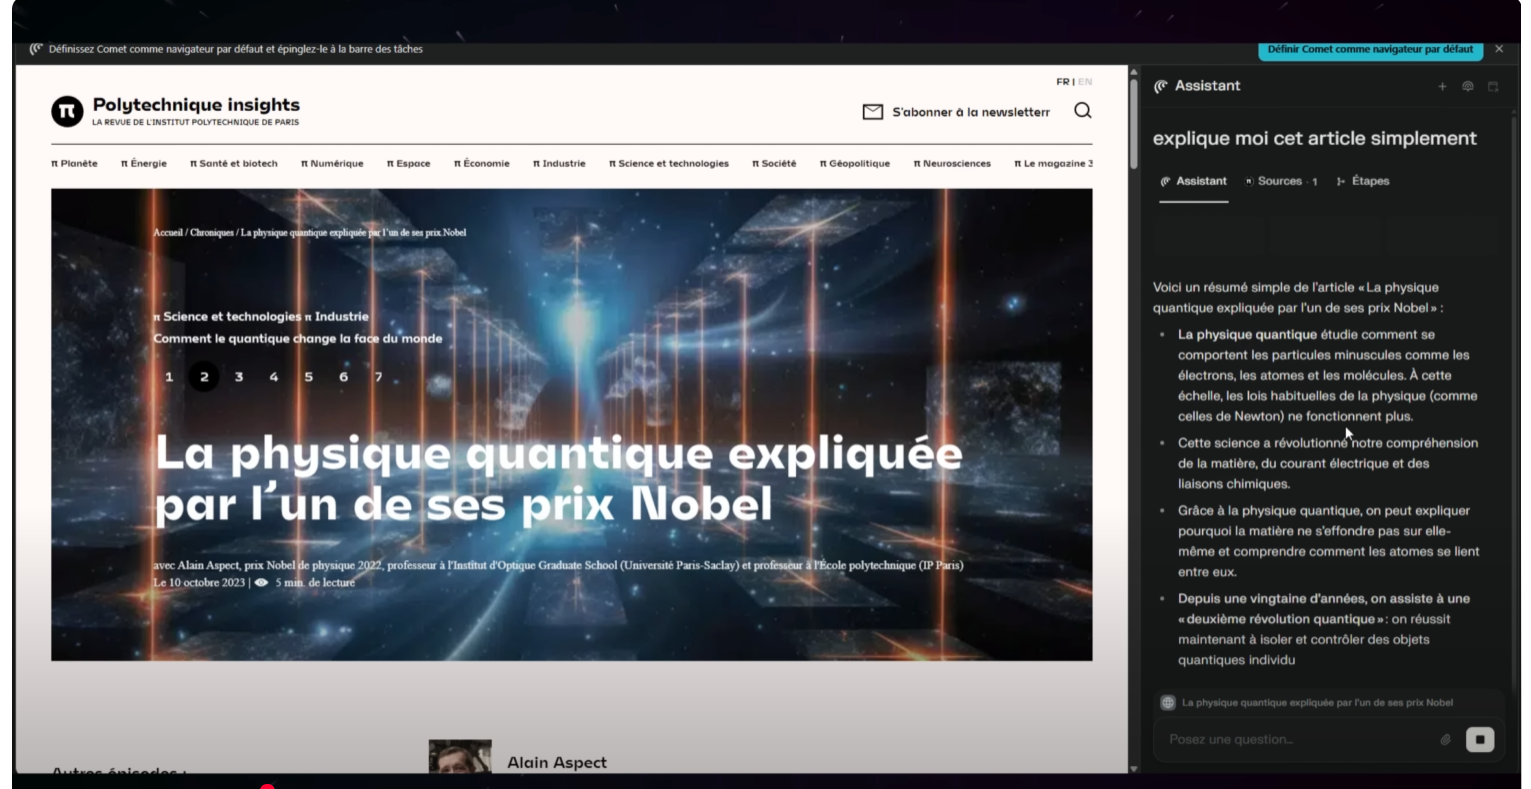 Définissez Comet comme navigateur par défaut et épinglez-le à la barre des tâches
Définir Comet comme navigateur par défaut
FR | EN
Polytechnique insights
LA REVUE DE L'INSTITUT POLYTECHNIQUE DE PARIS
S'abonner à la newsletterr
π Planète π Énergie π Santé et biotech π Numérique π Espace π Économie π Industrie π Science et technologies π Société π Géopolitique π Neurosciences π Le magazine 3
Accueil / Chroniques / La physique quantique expliquée par l'un de ses prix Nobel
π Science et technologies π Industrie
Comment le quantique change la face du monde
1 2 3 4 5 6 7
La physique quantique expliquée
par l'un de ses prix Nobel
avec Alain Aspect, prix Nobel de physique 2022, professeur à l'Institut d'Optique Graduate School (Université Paris-Saclay) et professeur à l'École polytechnique (IP Paris)
Le 10 octobre 2023 | 5 min. de lecture
Autres épisodes :
Alain Aspect
Assistant
explique moi cet article simplement
Assistant Sources · 1 Étapes
Voici un résumé simple de l'article « La physique
quantique expliquée par l'un de ses prix Nobel » :
• La physique quantique étudie comment se
comportent les particules minuscules comme les
électrons, les atomes et les molécules. À cette
échelle, les lois habituelles de la physique (comme
celles de Newton) ne fonctionnent plus.
• Cette science a révolutionné notre compréhension
de la matière, du courant électrique et des
liaisons chimiques.
• Grâce à la physique quantique, on peut expliquer
pourquoi la matière ne s'effondre pas sur elle-
même et comprendre comment les atomes se lient
entre eux.
• Depuis une vingtaine d'années, on assiste à une
« deuxième révolution quantique » : on réussit
maintenant à isoler et contrôler des objets
quantiques individu
La physique quantique expliquée par l'un de ses prix Nobel
Posez une question...